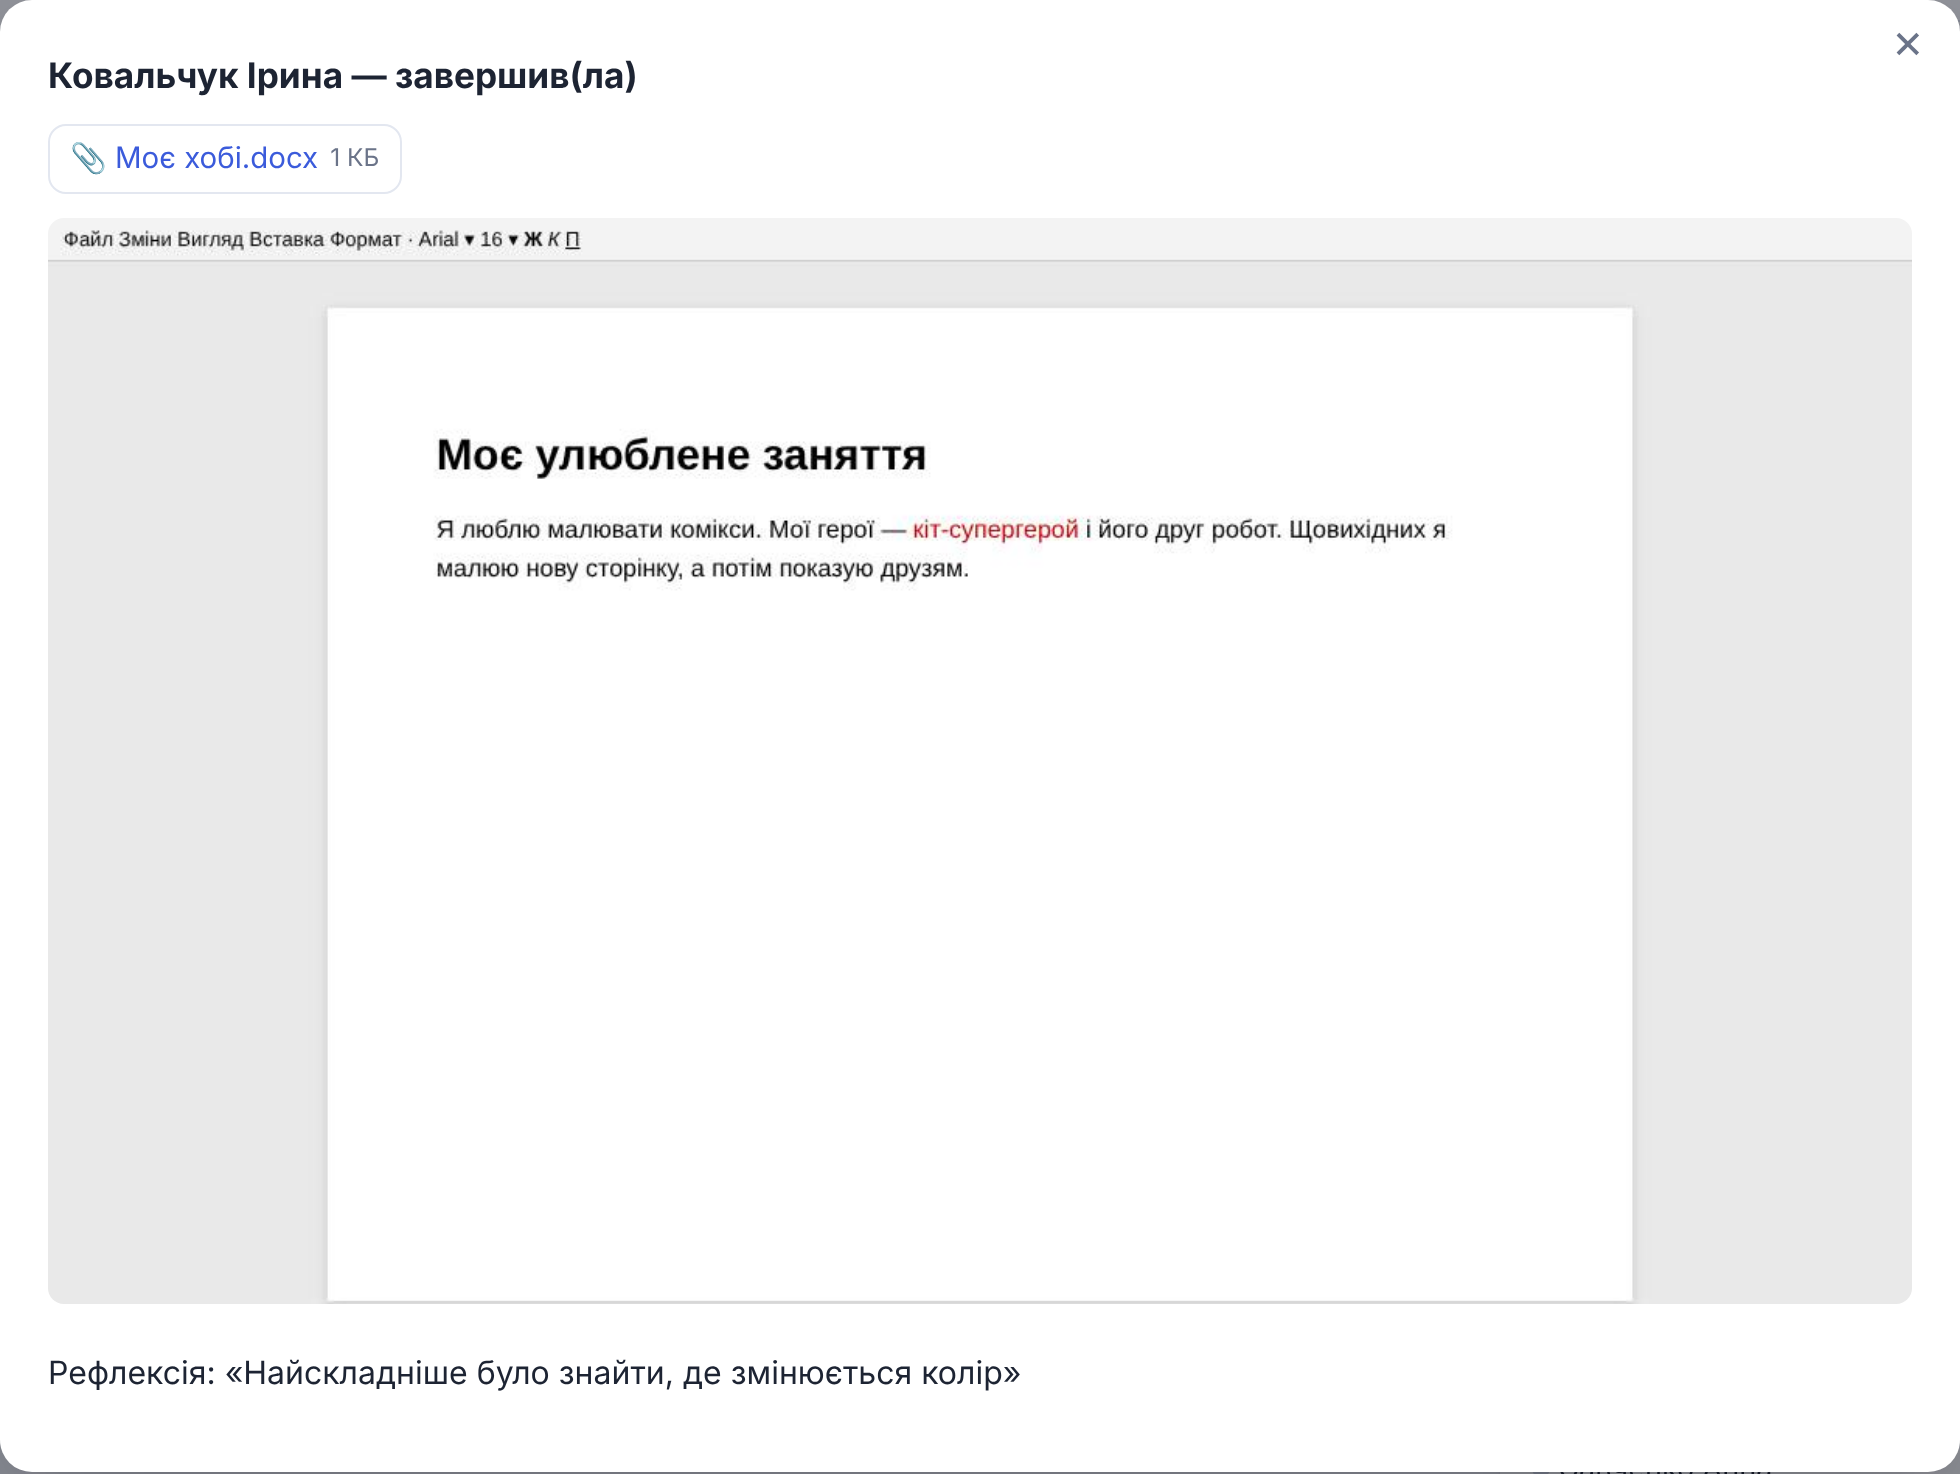 Ковальчук Ірина — завершив(ла)
Моє хобі.docx 1 КБ
Файл Зміни Вигляд Вставка Формат · Arial ▾ 16 ▾ Ж К П
Моє улюблене заняття
Я люблю малювати комікси. Мої герої — кіт-супергерой і його друг робот. Щовихідних я
малюю нову сторінку, а потім показую друзям.
Рефлексія: «Найскладніше було знайти, де змінюється колір»